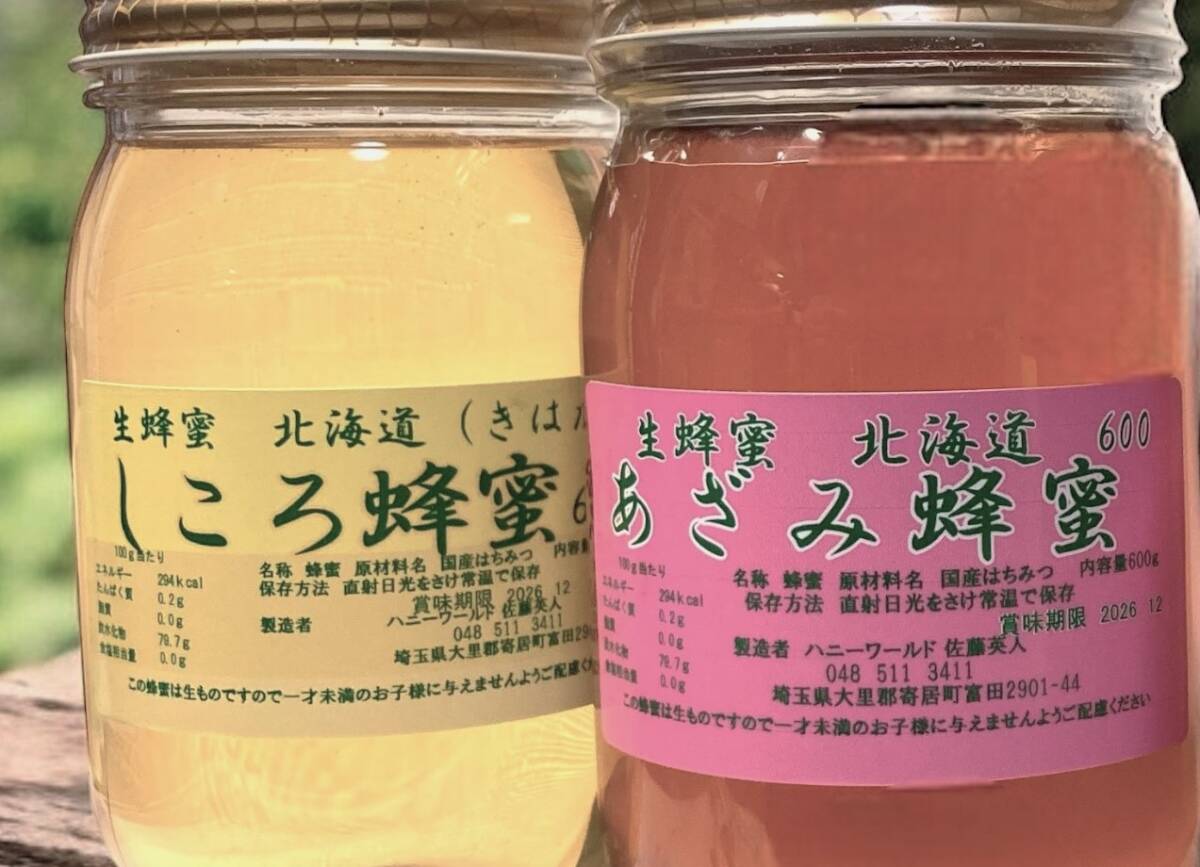 生蜂蜜 北海道 (きは
しころ蜂蜜 6
100g当たり
エネルギー 294kcal
たんぱく質 0.2g
脂質 0.0g
炭水化物 79.7g
食塩相当量 0.0g
名称 蜂蜜 原材料名 国産はちみつ 内容量
保存方法 直射日光をさけ常温で保存
賞味期限 2026 12
製造者 ハニーワールド 佐藤英人
048 511 3411
埼玉県大里郡寄居町富田290
この蜂蜜は生ものですので一才未満のお子様に与えませんようご配慮くだ
生蜂蜜 北海道 600
あざみ蜂蜜
100g当たり
エネルギー 294kcal
たんぱく質 0.2g
脂質 0.0g
炭水化物 79.7g
食塩相当量 0.0g
名称 蜂蜜 原材料名 国産はちみつ 内容量600g
保存方法 直射日光をさけ常温で保存
賞味期限 2026 12
製造者 ハニーワールド 佐藤英人
048 511 3411
埼玉県大里郡寄居町富田2901-44
この蜂蜜は生ものですので一才未満のお子様に与えませんようご配慮ください